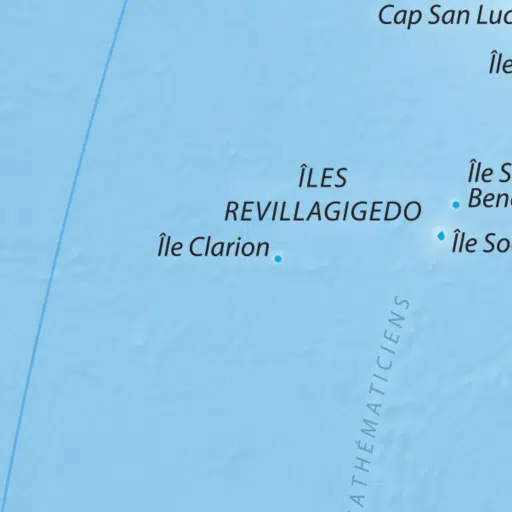 Cap San Luc
Île
Île S
Bene
ÎLES
REVILLAGIGEDO
Île Clarion
Île So
ATHÉMATICIENS